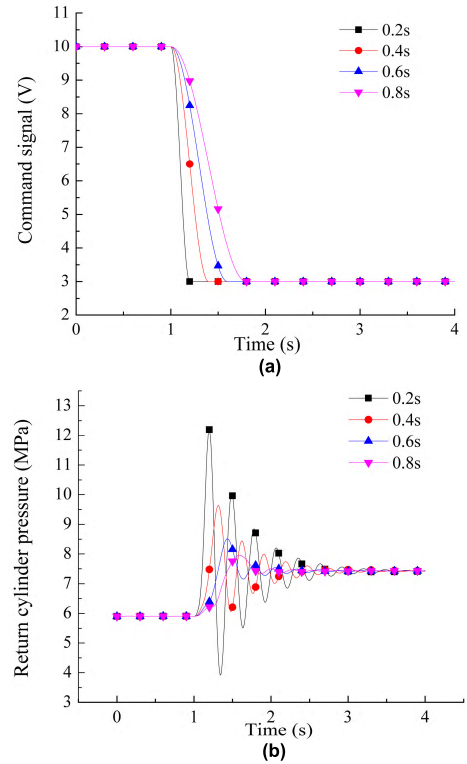 0.2s
0.4s
0.6s
0.8s
Command signal (V)
11
10
9
8
7
6
5
4
3
2
0 1 2 3 4
Time (s)
(a)
0.2s
0.4s
0.6s
0.8s
Return cylinder pressure (MPa)
13
12
11
10
9
8
7
6
5
4
3
0 1 2 3 4
Time (s)
(b)